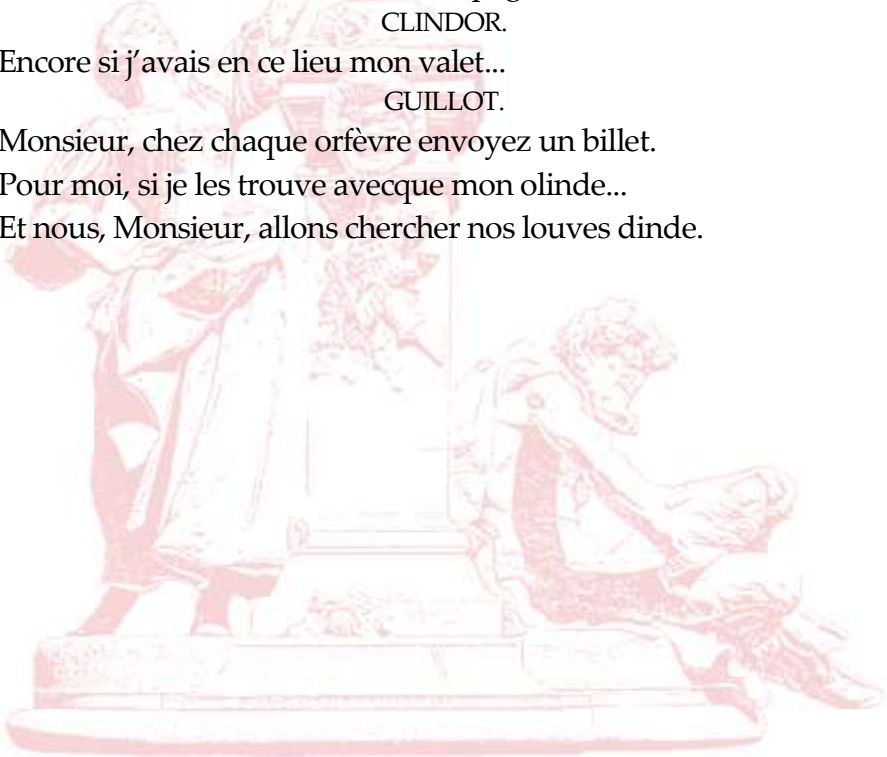 CLINDOR.
Encore si j’avais en ce lieu mon valet...
GUILLOT.
Monsieur, chez chaque orfèvre envoyez un billet.
Pour moi, si je les trouve avecque mon olinde...
Et nous, Monsieur, allons chercher nos louves dinde.